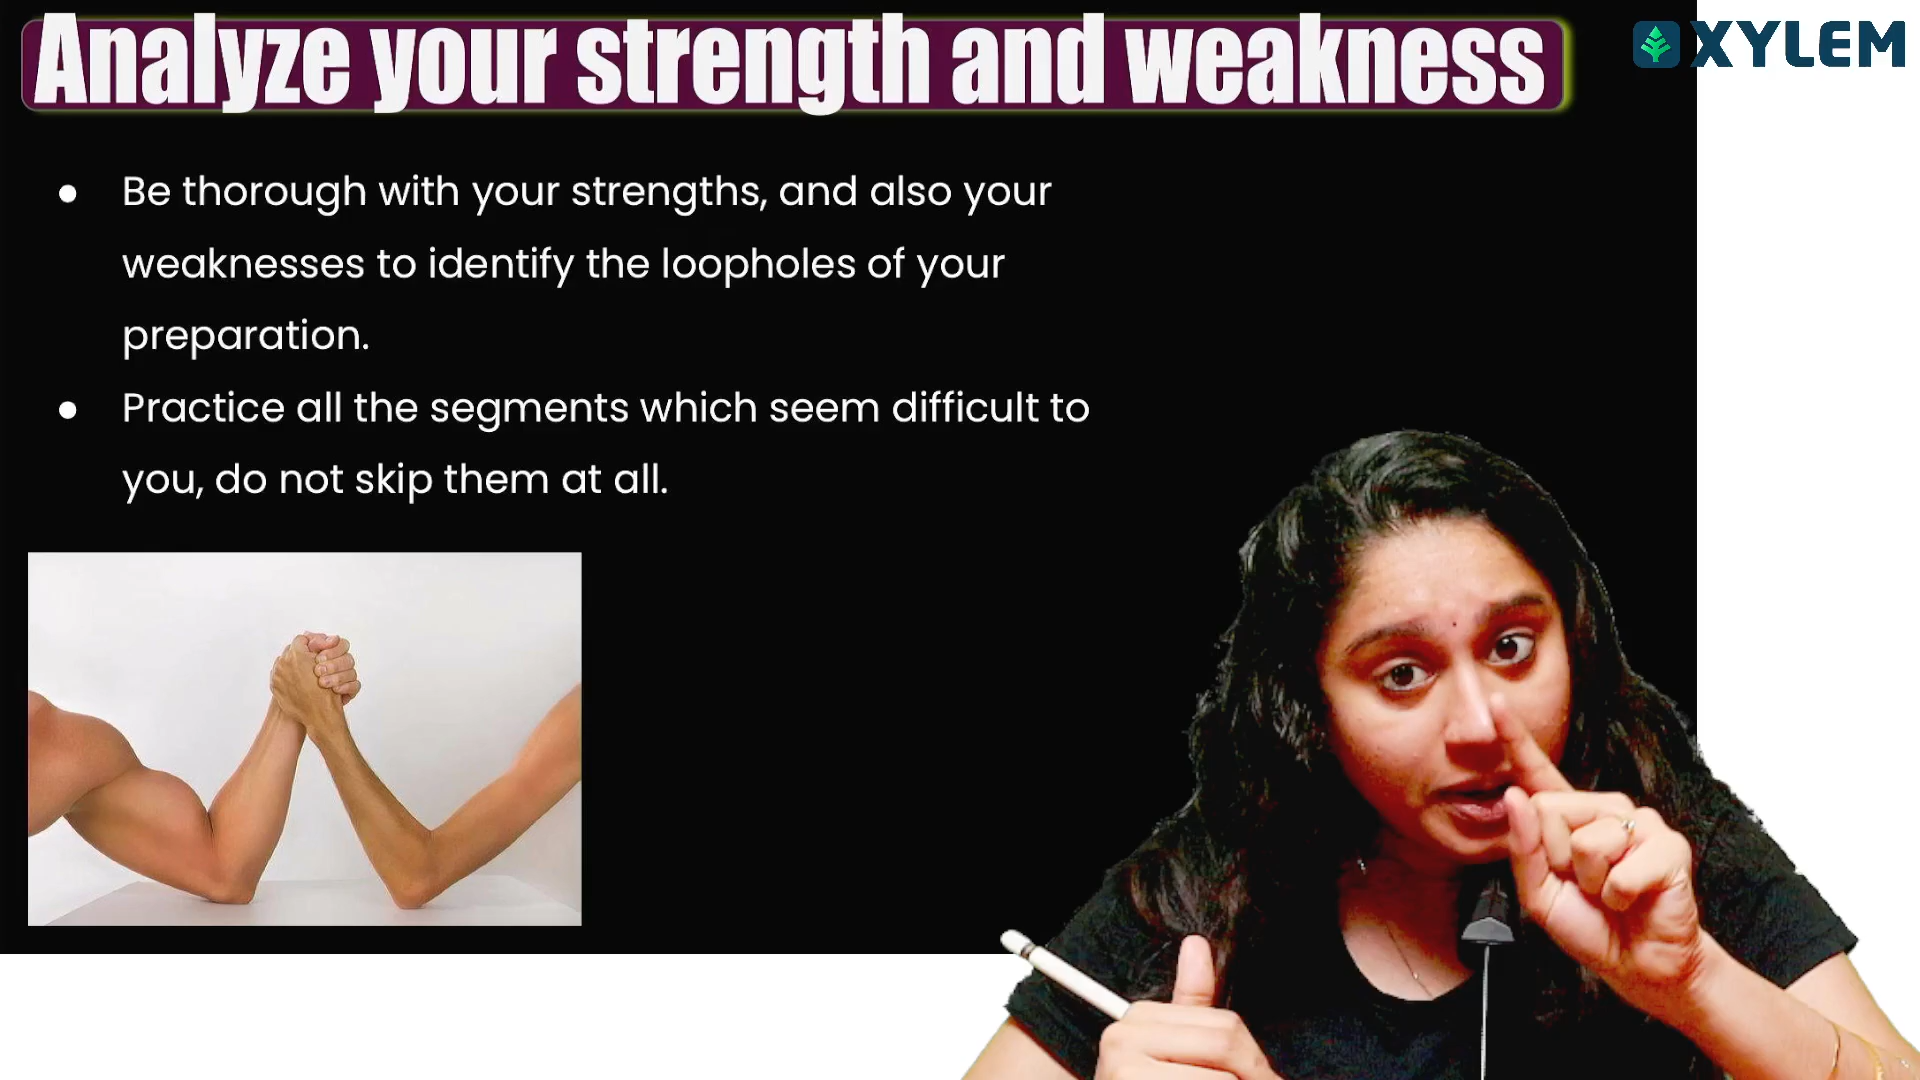 Analyze your strength and weakness
XYLEM
● Be thorough with your strengths, and also your
weaknesses to identify the loopholes of your
preparation.
● Practice all the segments which seem difficult to
you, do not skip them at all.